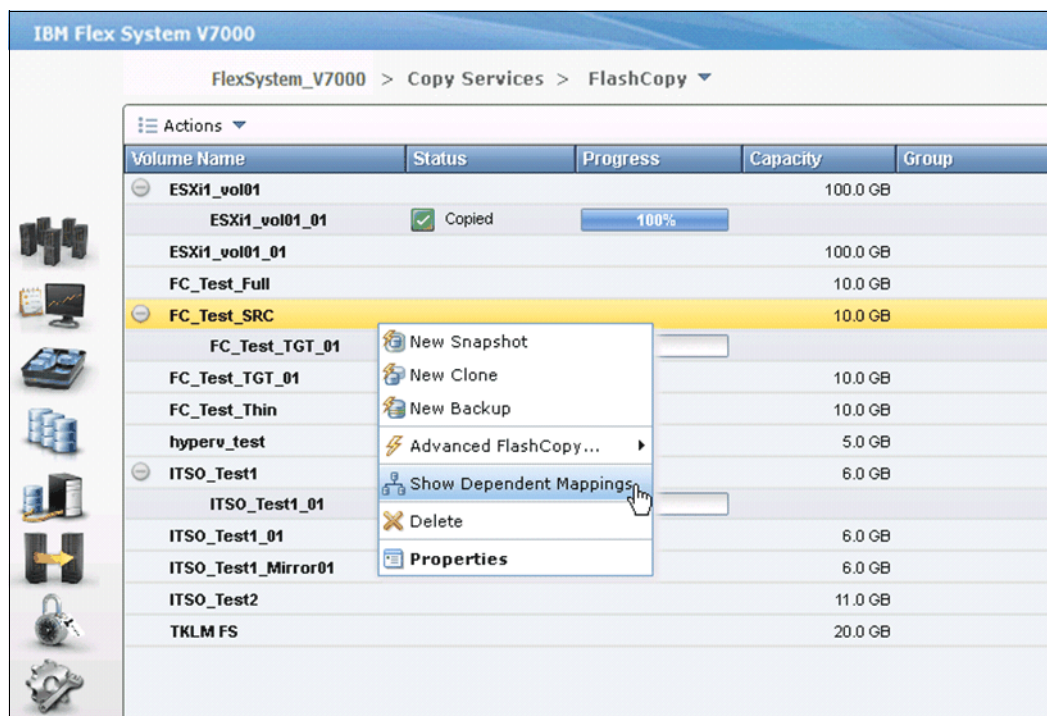 IBM Flex System V7000
FlexSystem_V7000 > Copy Services > FlashCopy
Actions
Volume Name Status Progress Capacity Group
ESXi1_vol01 100.0 GB
ESXi1_vol01_01 Copied 100%
ESXi1_vol01_01 100.0 GB
FC_Test_Full 10.0 GB
FC_Test_SRC 10.0 GB
FC_Test_TGT_01
FC_Test_TGT_01 10.0 GB
FC_Test_Thin 10.0 GB
hyperv_test 5.0 GB
ITSO_Test1 6.0 GB
ITSO_Test1_01
ITSO_Test1_01 6.0 GB
ITSO_Test1_Mirror01 6.0 GB
ITSO_Test2 11.0 GB
TKLM FS 20.0 GB
New Snapshot
New Clone
New Backup
Advanced FlashCopy...
Show Dependent Mappings
Delete
Properties